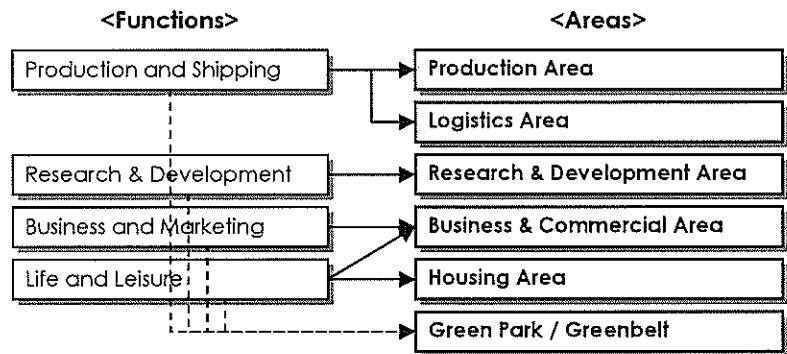 <Functions> <Areas>
Production and Shipping Production Area
Logistics Area
Research & Development Research & Development Area
Business and Marketing Business & Commercial Area
Life and Leisure Housing Area
Green Park / Greenbelt